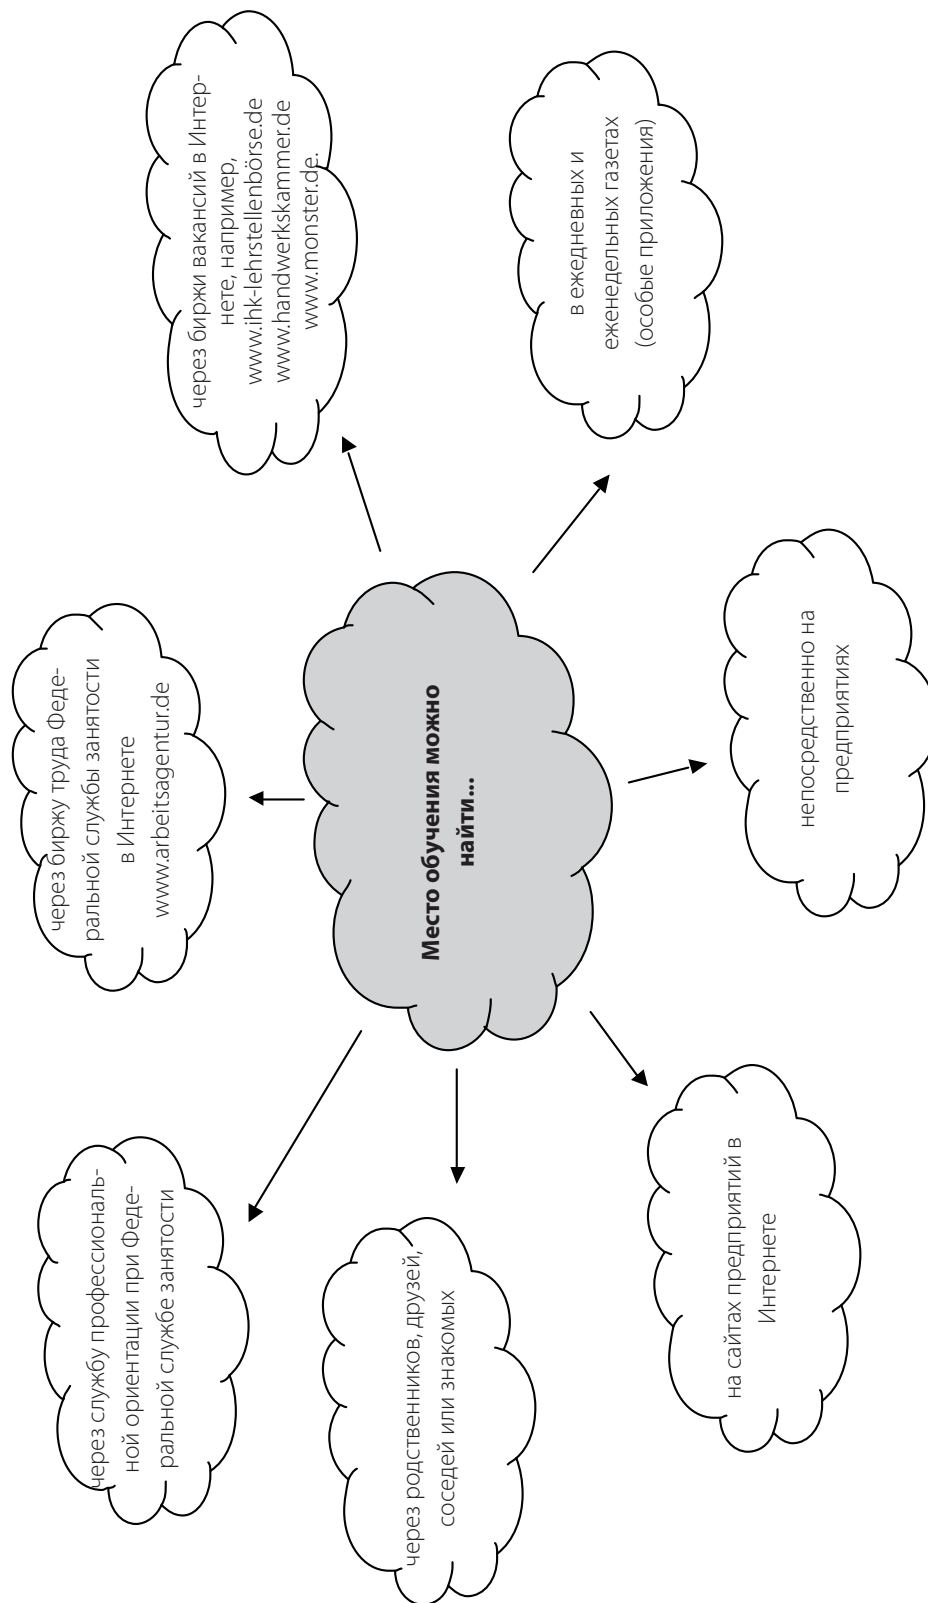 через службу профессиональ-
ной ориентации при Феде-
ральной службе занятости
через биржу труда Феде-
ральной службы занятости
в Интернете
www.arbeitsagentur.de
через биржи вакансий в Интер-
нете, например,
www.ihk-lehrstellenbörse.de
www.handwerkskammer.de
www.monster.de.
через родственников, друзей,
соседей или знакомых
Место обучения можно
найти...
в ежедневных и
еженедельных газетах
(особые приложения)
на сайтах предприятий в
Интернете
непосредственно на
предприятиях